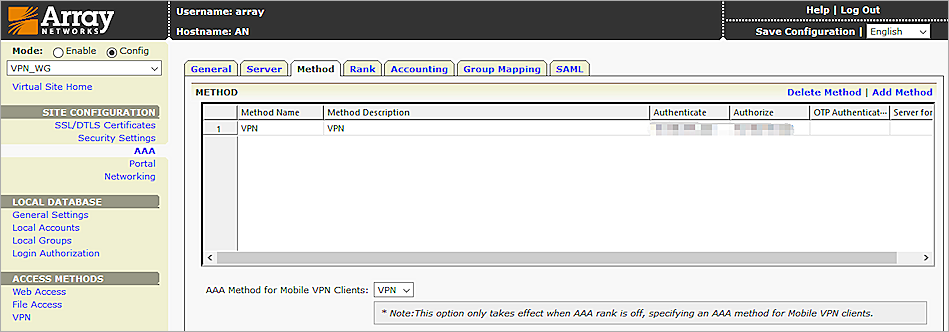 Array
NETWORKS
Username: array
Hostname: AN
Help | Log Out
Save Configuration | English
Mode: Enable Config
VPN_WG
Virtual Site Home
SITE CONFIGURATION
SSL/DTLS Certificates
Security Settings
AAA
Portal
Networking
LOCAL DATABASE
General Settings
Local Accounts
Local Groups
Login Authorization
ACCESS METHODS
Web Access
File Access
VPN
General Server Method Rank Accounting Group Mapping SAML
METHOD
Delete Method | Add Method
Method Name Method Description Authenticate Authorize OTP Authenticat··· Server for
1 VPN VPN
AAA Method for Mobile VPN Clients: VPN
* Note:This option only takes effect when AAA rank is off, specifying an AAA method for Mobile VPN clients.